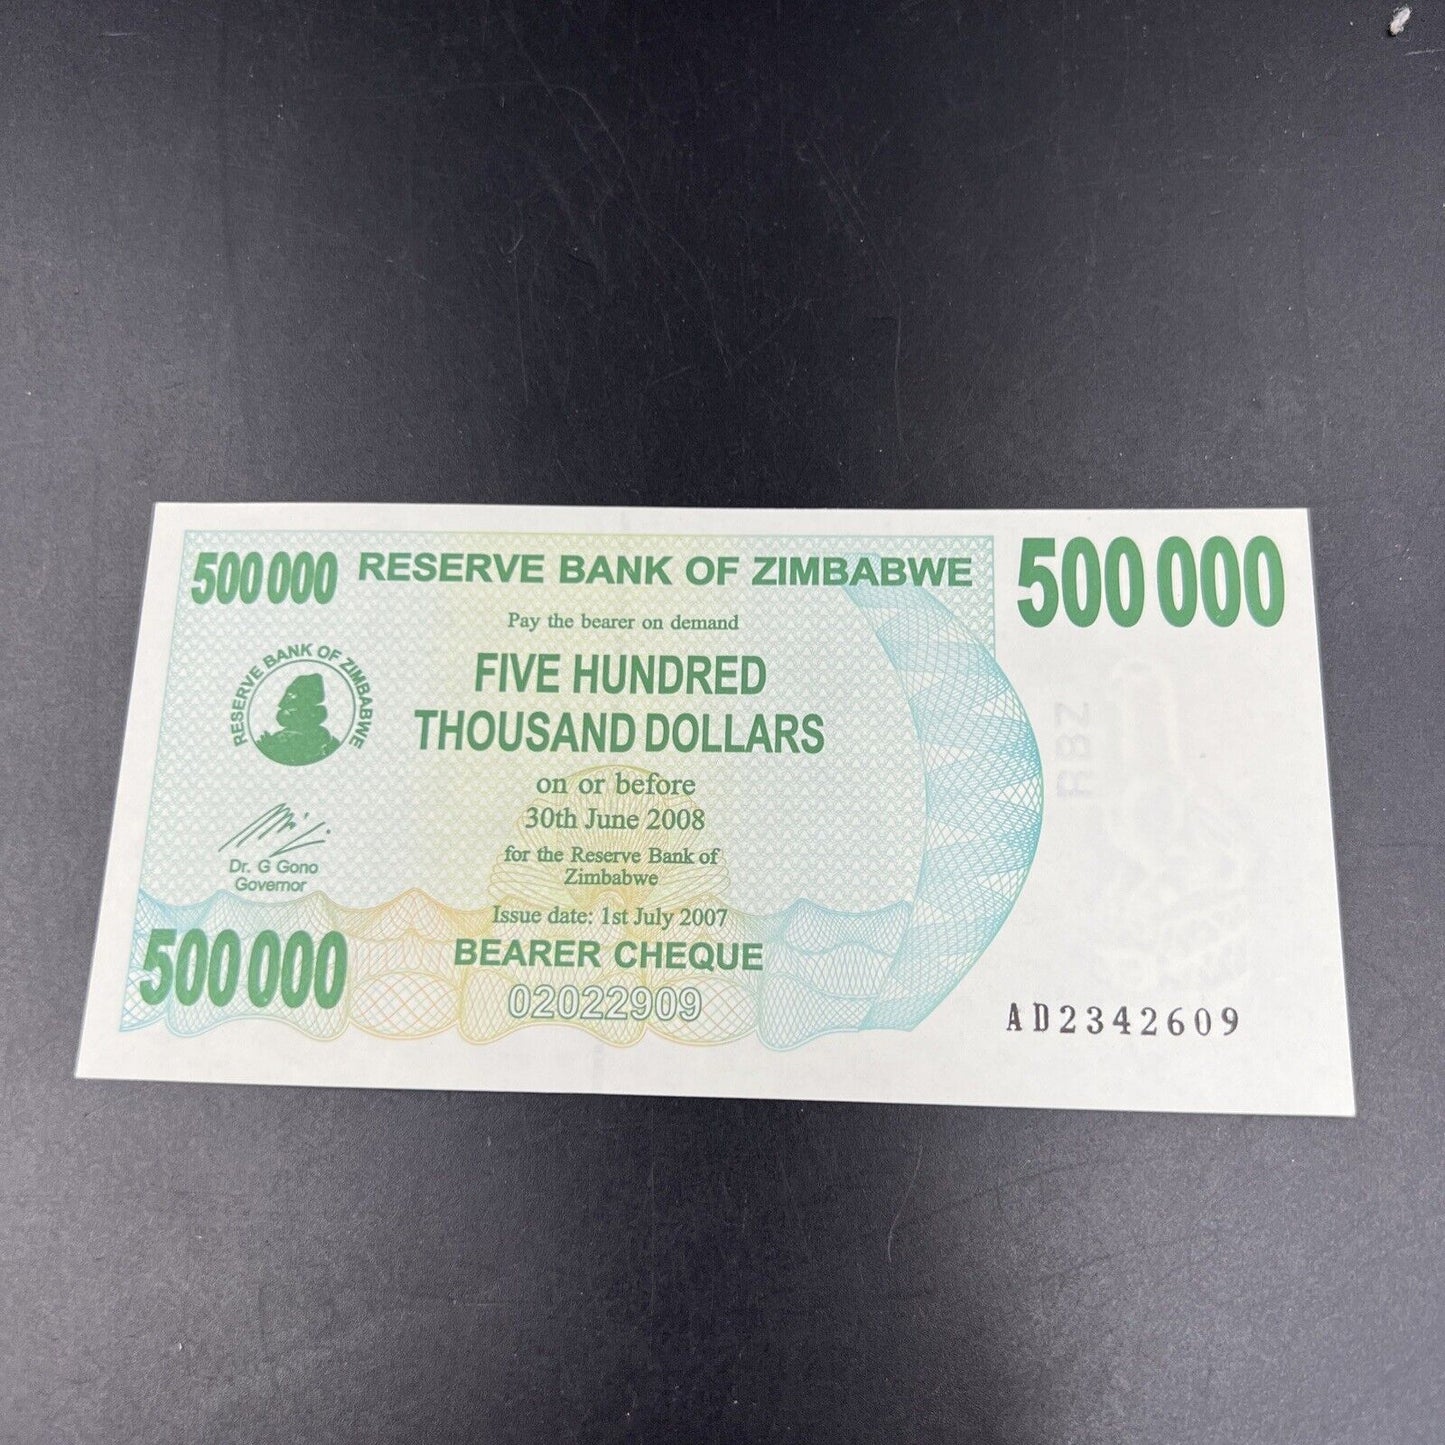 500 000
RESERVE BANK OF ZIMBABWE
500 000
Pay the bearer on demand
FIVE HUNDRED
THOUSAND DOLLARS
RESERVE BANK OF ZIMBABWE
on or before
30th June 2008
for the Reserve Bank of
Zimbabwe
Dr. G Gono
Governor
Issue date: 1st July 2007
BEARER CHEQUE
500 000
02022909
RBZ
AD2342609